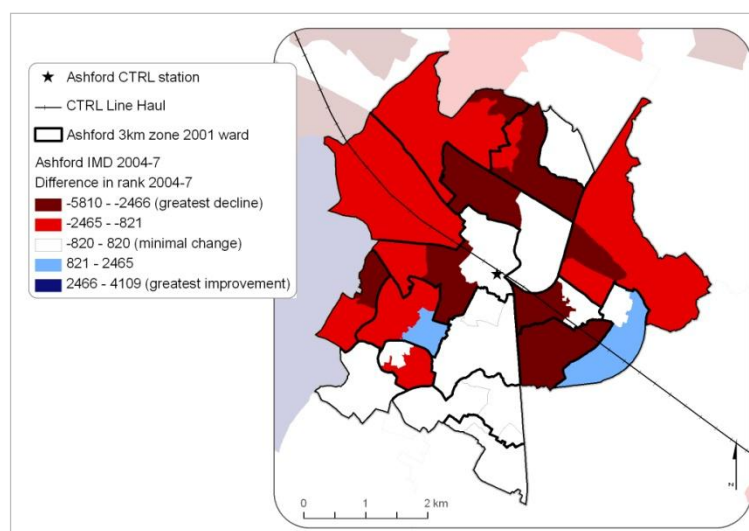 Ashford CTRL station
CTRL Line Haul
Ashford 3km zone 2001 ward
Ashford IMD 2004-7
Difference in rank 2004-7
-5810 - -2466 (greatest decline)
-2465 - -821
-820 - 820 (minimal change)
821 - 2465
2466 - 4109 (greatest improvement)
0 1 2 km
z